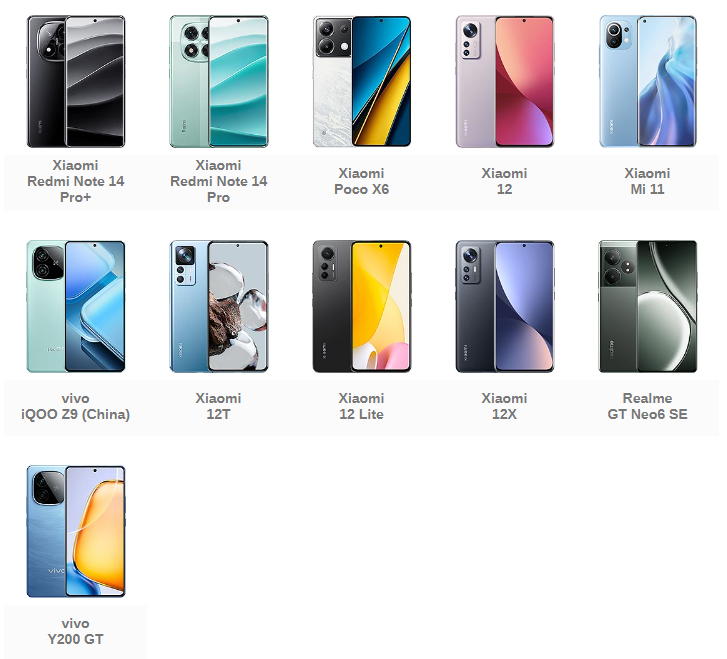 Xiaomi
Redmi Note 14
Pro+
Xiaomi
Redmi Note 14
Pro
Xiaomi
Poco X6
Xiaomi
12
Xiaomi
Mi 11
vivo
iQOO Z9 (China)
Xiaomi
12T
Xiaomi
12 Lite
Xiaomi
12X
Realme
GT Neo6 SE
vivo
vivo
Y200 GT